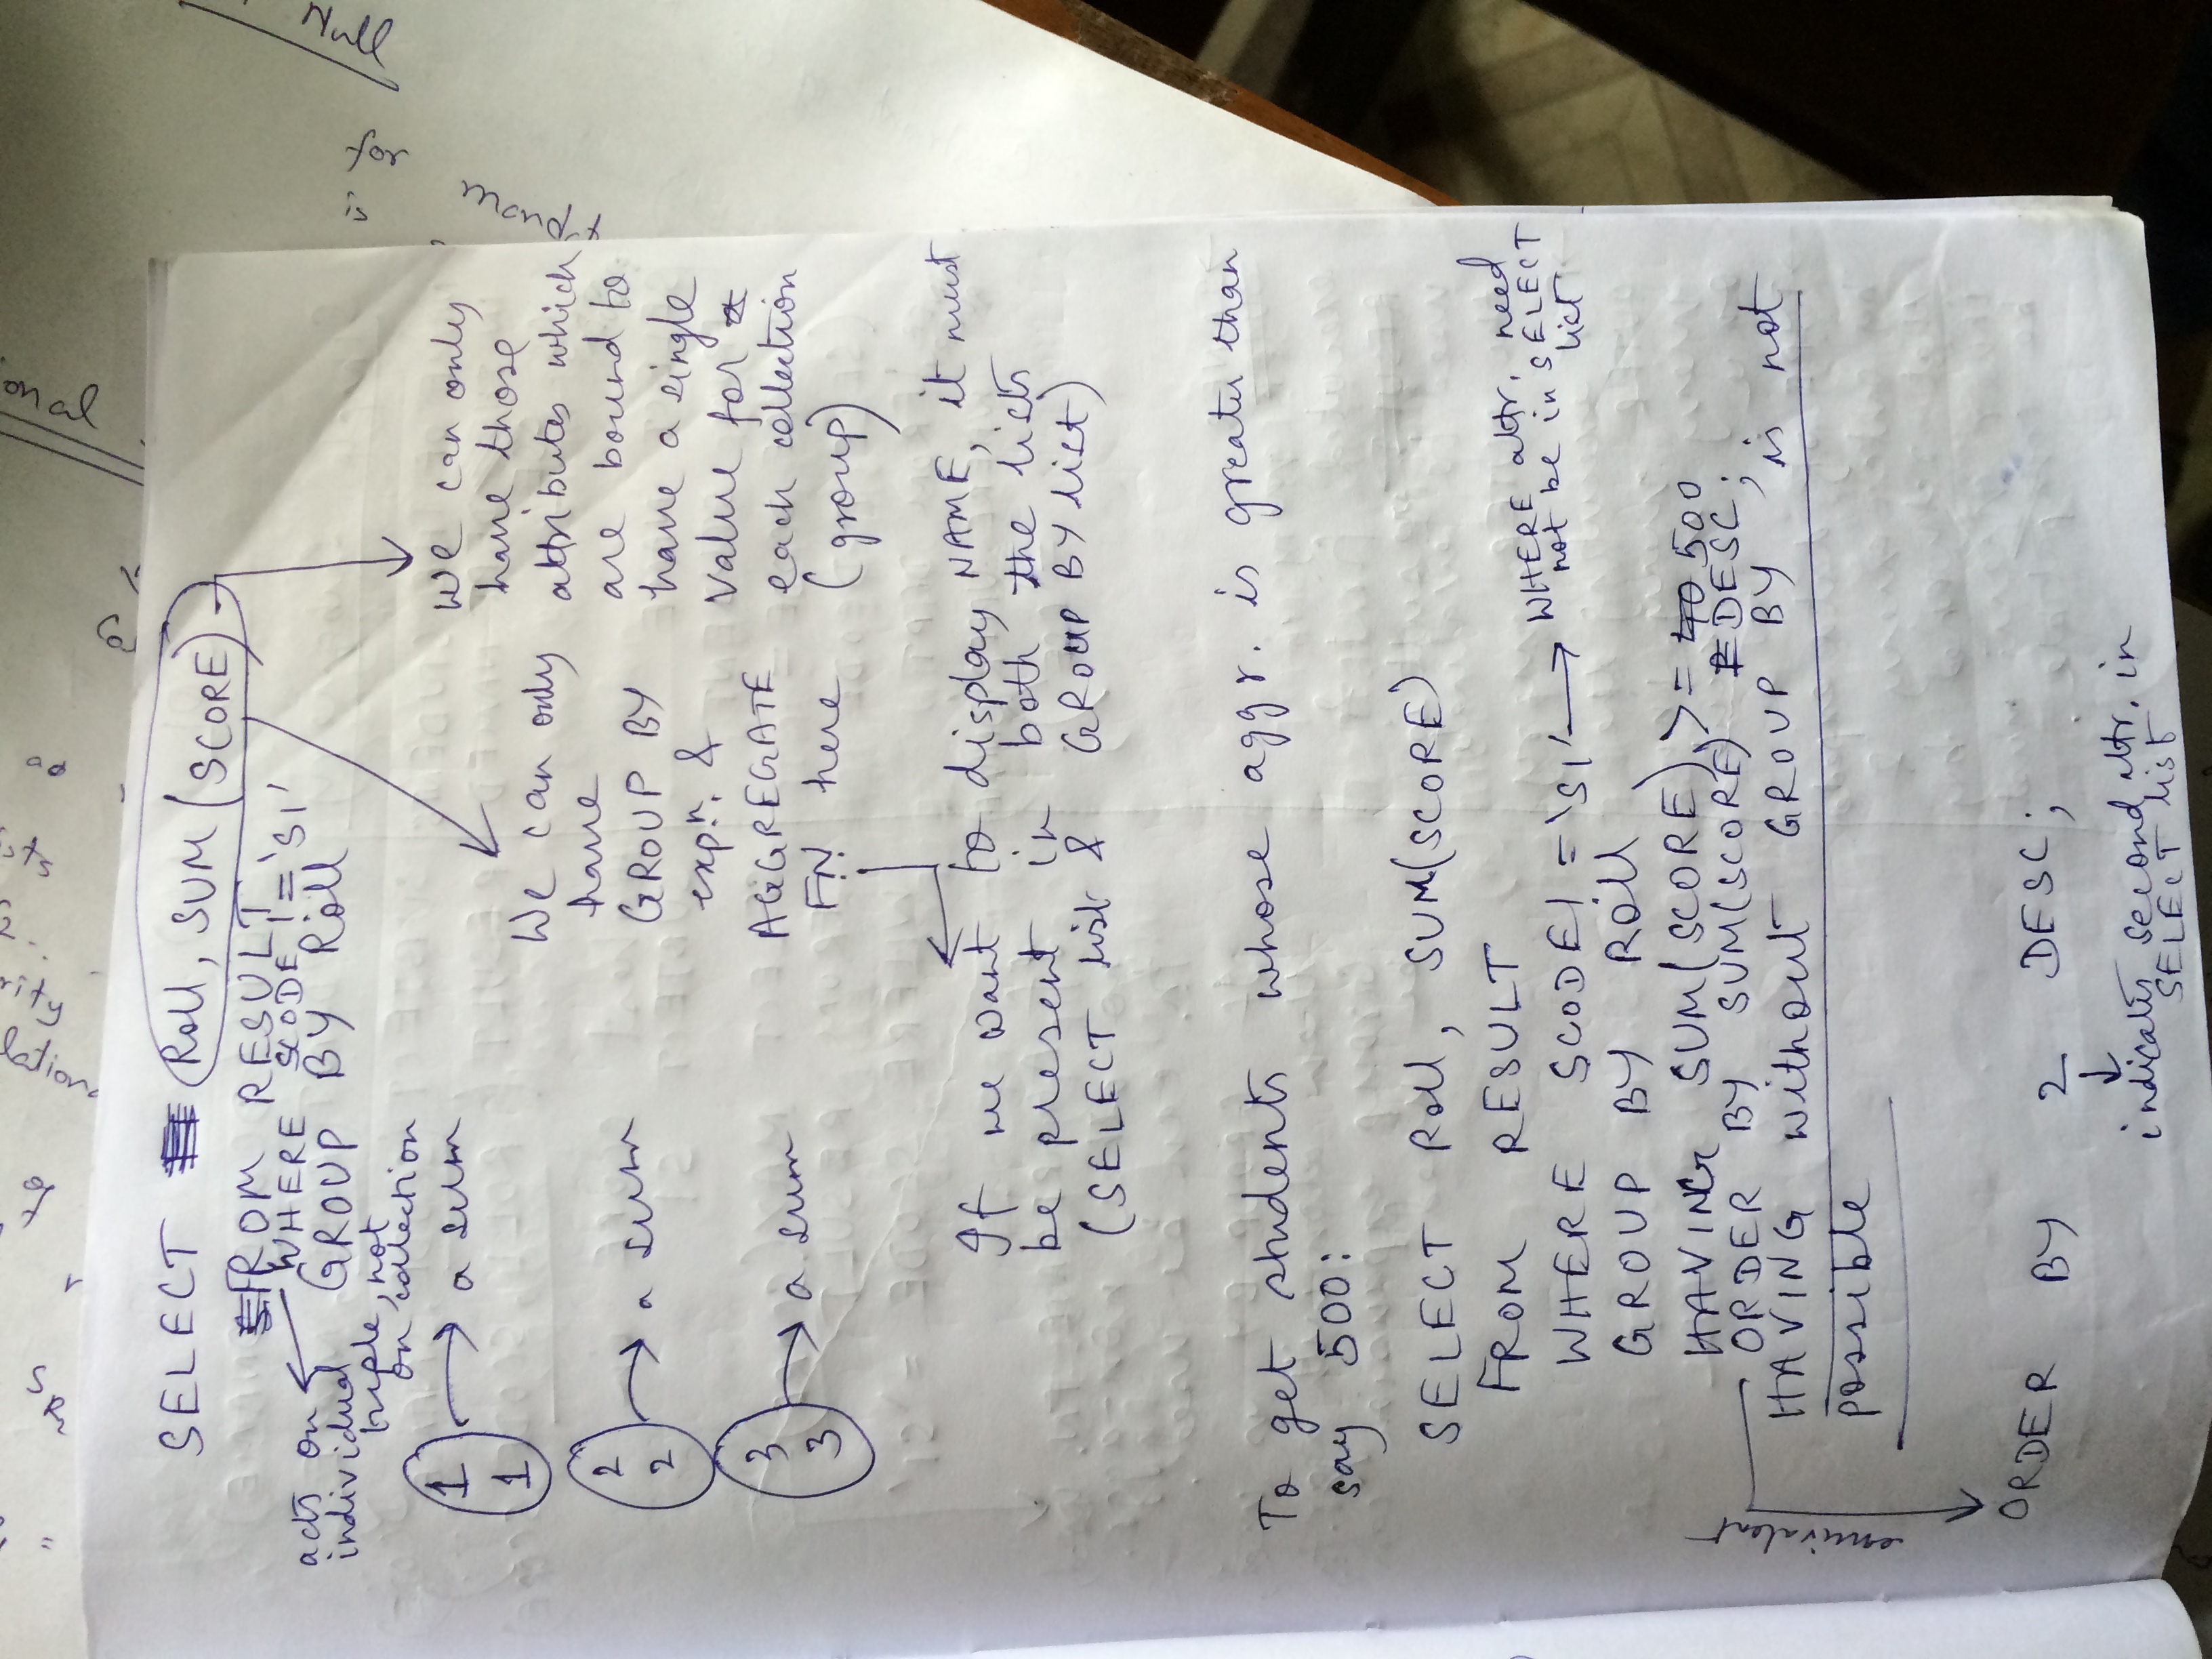 SELECT Roll, SUM(SCORE)
FROM RESULT
WHERE SCODE != 'S1'
GROUP BY Roll
acts on
individual
tuple, not
on collection
1
1
a sum
2
2
a sum
3
3
a sum
We can only
have
GROUP BY
expn. &
AGGREGATE
FN. here
We can only
have those
attributes which
are bound to
have a single
value for
each collection
(group)
If we want to display NAME, it must
be present in both the lists
(SELECT list & GROUP BY list)
To get students whose aggr. is greater than
say 500:
SELECT Roll, SUM(SCORE)
FROM RESULT
WHERE SCODE! = 'S1'
WHERE attr. need
not be in SELECT
list
GROUP BY Roll
HAVING SUM(SCORE) >= 500
ORDER BY SUM(SCORE) DESC;
HAVING without GROUP BY is not
possible
equivalent
ORDER BY 2 DESC;
indicates second attr. in
SELECT list
onal
Null
for
is